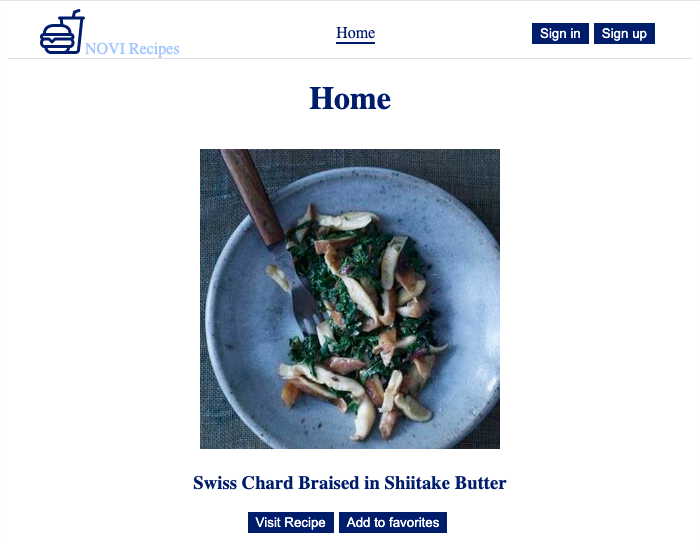 NOVI Recipes
Home
Sign in
Sign up
Home
Swiss Chard Braised in Shiitake Butter
Visit Recipe
Add to favorites